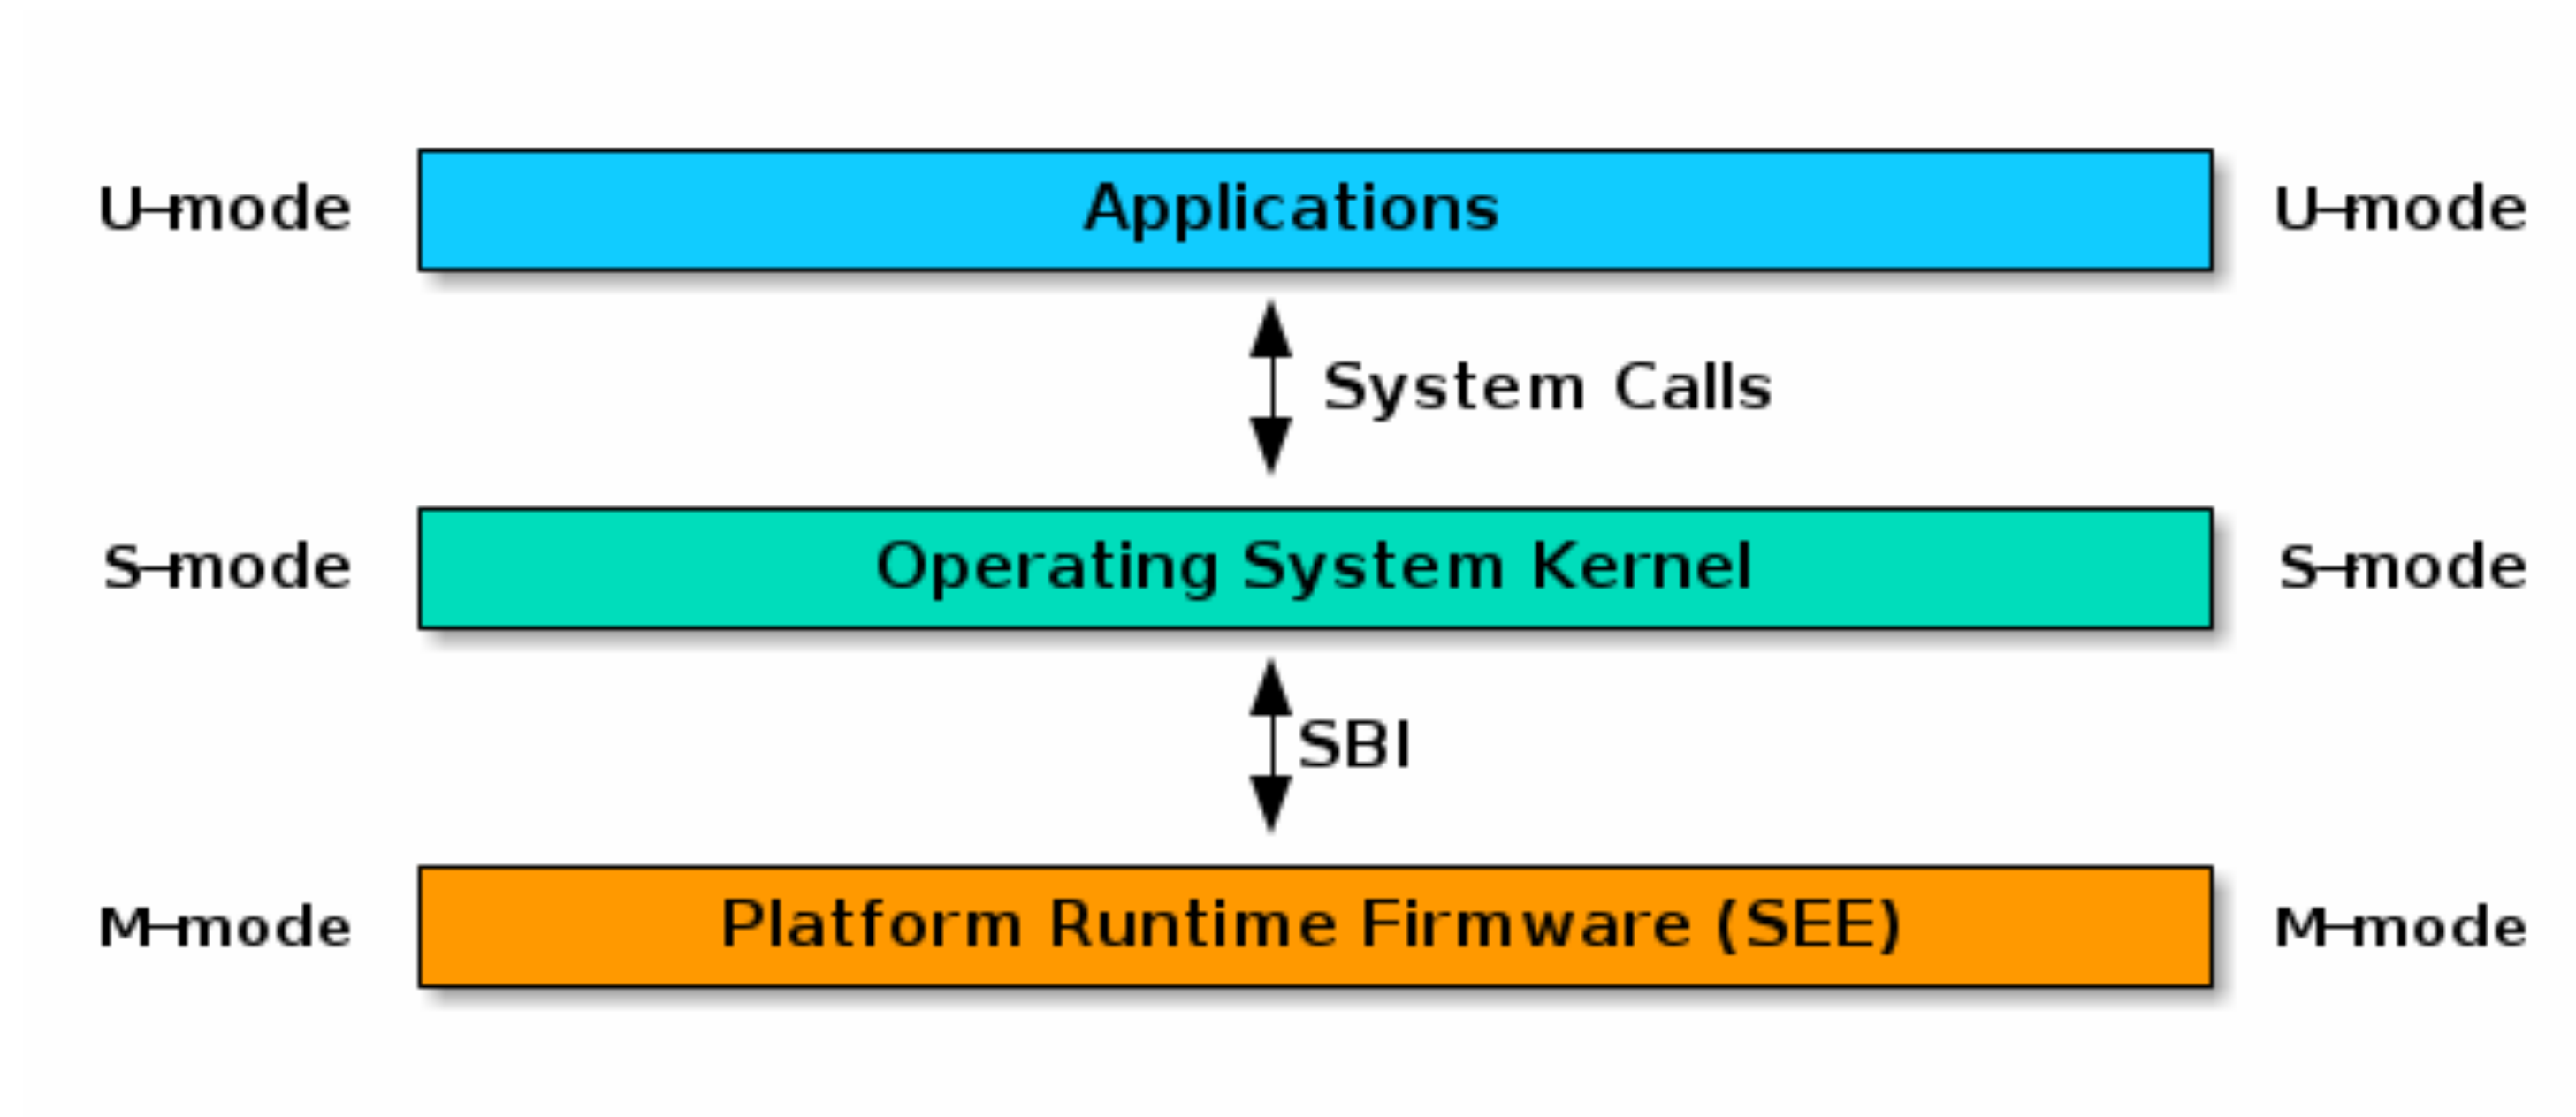 U-mode Applications U-mode
System Calls
S-mode Operating System Kernel S-mode
SBI
M-mode Platform Runtime Firmware (SEE) M-mode